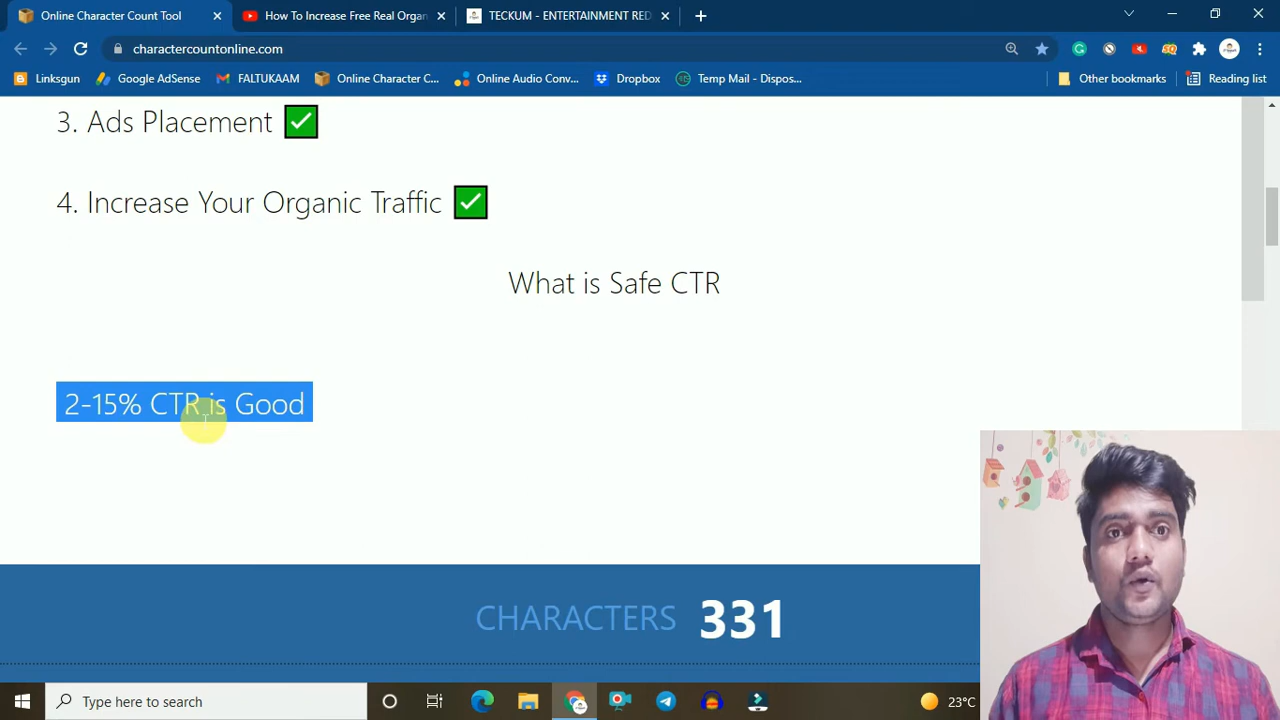 Online Character Count Tool
How To Increase Free Real Organ
TECKUM - ENTERTAINMENT RED
charactercountonline.com
Linksgun
Google AdSense
FALTUKAAM
Online Character C...
Online Audio Conv...
Dropbox
Temp Mail - Dispos...
Other bookmarks
Reading list
3. Ads Placement ✅
4. Increase Your Organic Traffic ✅
What is Safe CTR
2-15% CTR is Good
CHARACTERS 331
Type here to search
23°C